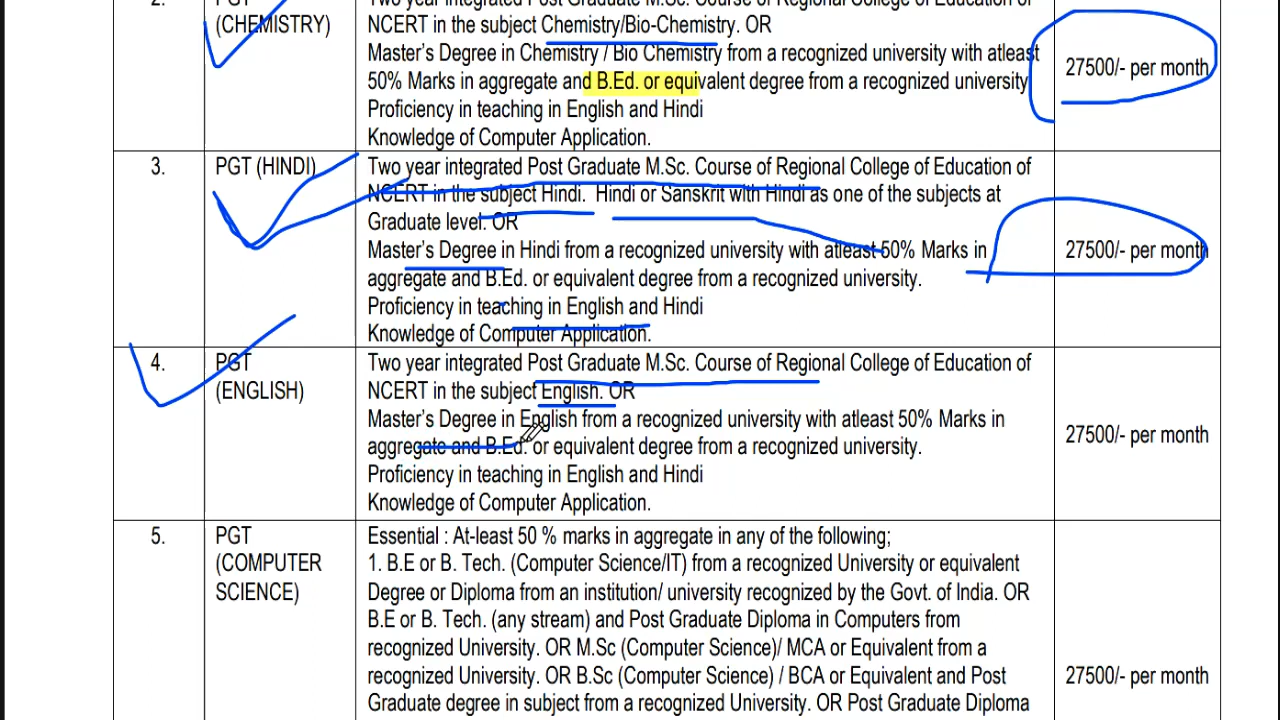 2.
PGT
(CHEMISTRY)
Two year integrated Post Graduate M.Sc. Course of Regional College of Education of
NCERT in the subject Chemistry/Bio-Chemistry. OR
Master's Degree in Chemistry / Bio Chemistry from a recognized university with atleast
50% Marks in aggregate and B.Ed. or equivalent degree from a recognized university
Proficiency in teaching in English and Hindi
Knowledge of Computer Application.
27500/- per month
3.
PGT (HINDI)
Two year integrated Post Graduate M.Sc. Course of Regional College of Education of
NCERT in the subject Hindi. Hindi or Sanskrit with Hindi as one of the subjects at
Graduate level. OR
Master's Degree in Hindi from a recognized university with atleast 50% Marks in
aggregate and B.Ed. or equivalent degree from a recognized university.
Proficiency in teaching in English and Hindi
Knowledge of Computer Application.
27500/- per month
4.
PGT
(ENGLISH)
Two year integrated Post Graduate M.Sc. Course of Regional College of Education of
NCERT in the subject English. OR
Master's Degree in English from a recognized university with atleast 50% Marks in
aggregate and B.Ed. or equivalent degree from a recognized university.
Proficiency in teaching in English and Hindi
Knowledge of Computer Application.
27500/- per month
5.
PGT
(COMPUTER
SCIENCE)
Essential : At-least 50 % marks in aggregate in any of the following;
1. B.E or B. Tech. (Computer Science/IT) from a recognized University or equivalent
Degree or Diploma from an institution/ university recognized by the Govt. of India. OR
B.E or B. Tech. (any stream) and Post Graduate Diploma in Computers from
recognized University. OR M.Sc (Computer Science)/ MCA or Equivalent from a
recognized University. OR B.Sc (Computer Science) / BCA or Equivalent and Post
Graduate degree in subject from a recognized University. OR Post Graduate Diploma
27500/- per month